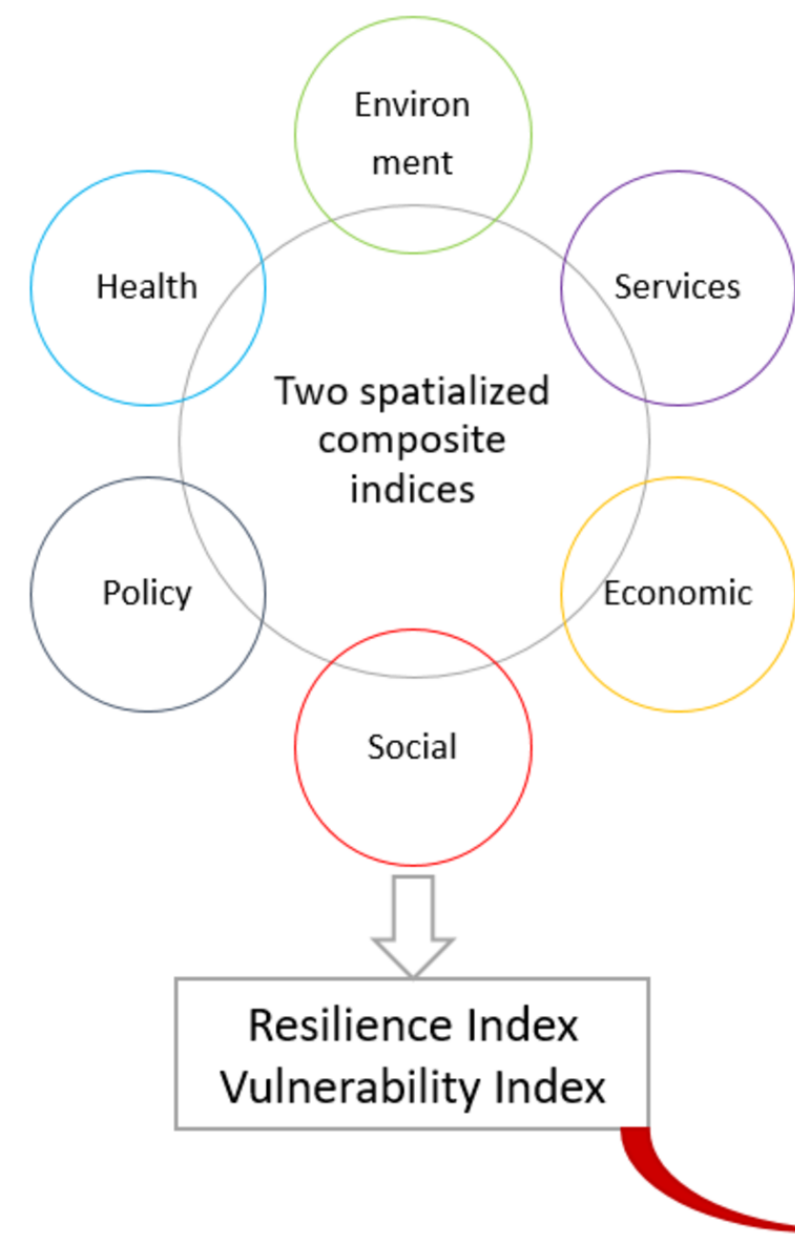 Environ
ment
Health
Services
Two spatialized
composite
indices
Policy
Economic
Social
Resilience Index
Vulnerability Index